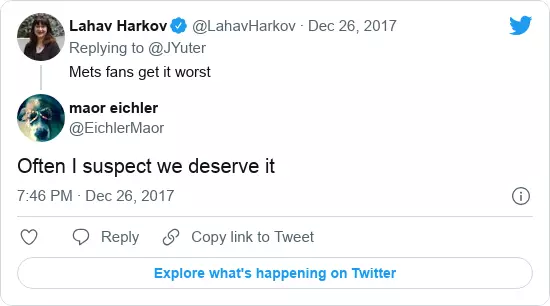 Lahav Harkov @LahavHarkov · Dec 26, 2017
Replying to @JYuter
Mets fans get it worst
maor eichler
@EichlerMaor
Often I suspect we deserve it
7:46 PM · Dec 26, 2017
Reply Copy link to Tweet
Explore what's happening on Twitter